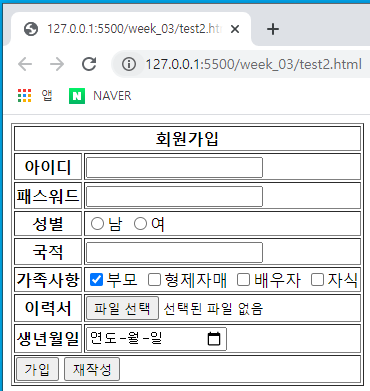 127.0.0.1:5500/week_03/test2.ht
127.0.0.1:5500/week_03/test2.html
앱 NAVER
회원가입
아이디
패스워드
성별 남 여
국적
가족사항 부모 형제자매 배우자 자식
이력서 파일 선택 선택된 파일 없음
생년월일 연도-월-일
가입 재작성